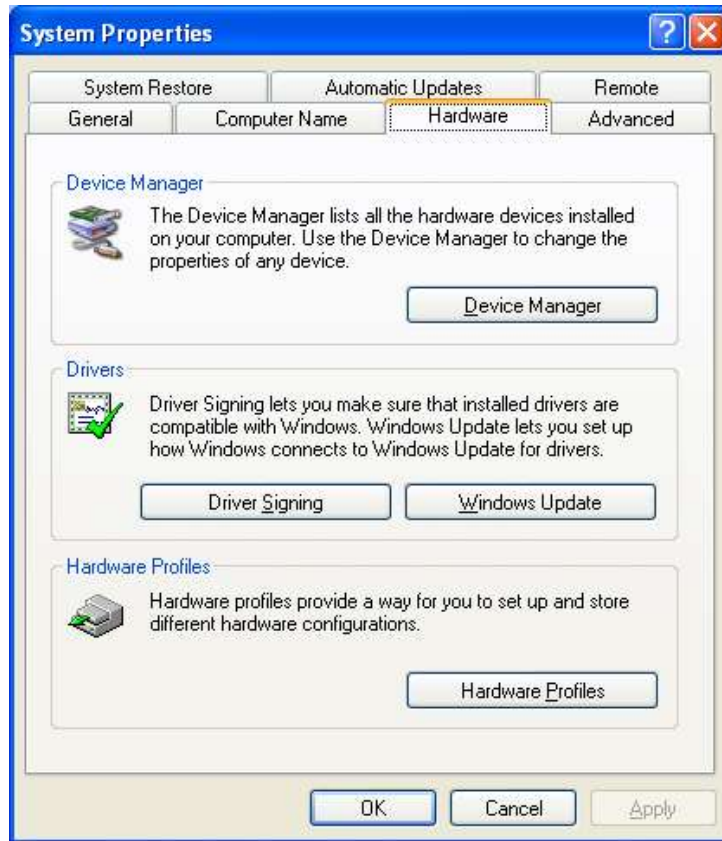 System Properties
System Restore
Automatic Updates
Remote
General
Computer Name
Hardware
Advanced
Device Manager
The Device Manager lists all the hardware devices installed
on your computer. Use the Device Manager to change the
properties of any device.
Device Manager
Drivers
Driver Signing lets you make sure that installed drivers are
compatible with Windows. Windows Update lets you set up
how Windows connects to Windows Update for drivers.
Driver Signing
Windows Update
Hardware Profiles
Hardware profiles provide a way for you to set up and store
different hardware configurations.
Hardware Profiles
OK
Cancel
Apply